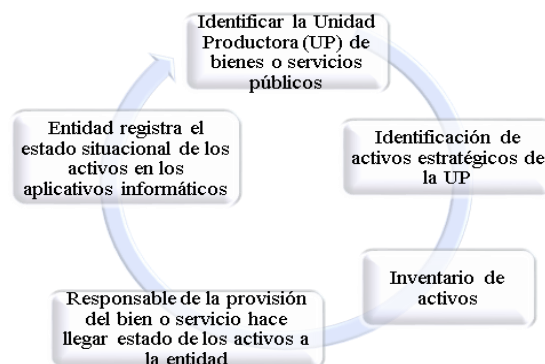 Identificar la Unidad
Productora (UP) de
bienes o servicios
públicos
Identificación de
activos estratégicos de
la UP
Inventario de
activos
Responsable de la provisión
del bien o servicio hace
llegar estado de los activos a
la entidad
Entidad registra el
estado situacional de los
activos en los
aplicativos informáticos